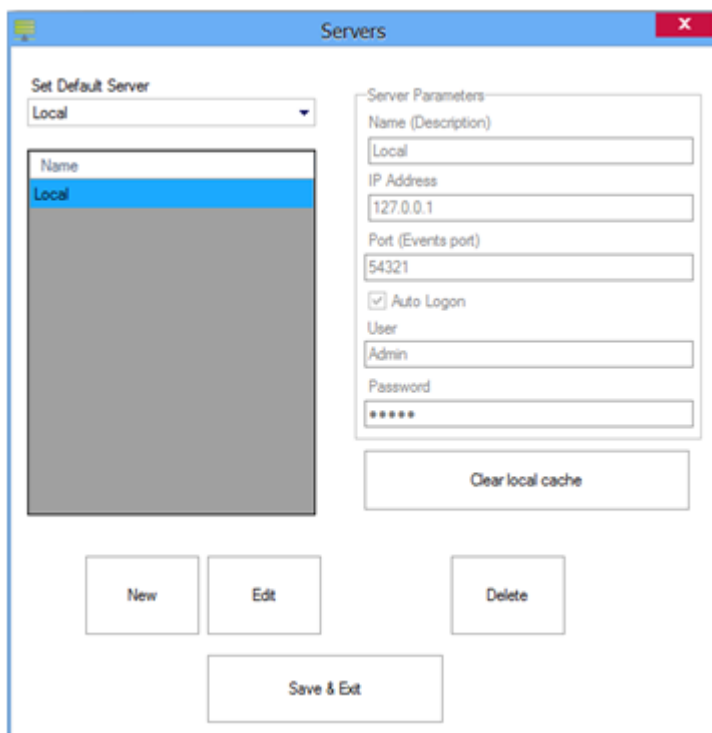 Servers
x
Set Default Server
Local
Name
Local
Server Parameters
Name (Description)
Local
IP Address
127.0.0.1
Port (Events port)
54321
Auto Logon
User
Admin
Password
•••••
Clear local cache
New
Edit
Delete
Save & Exit